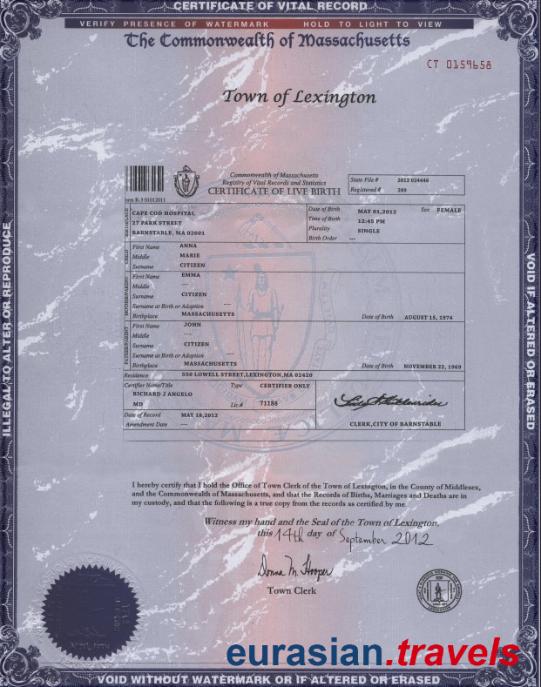 CERTIFICATE OF VITAL RECORD
VERIFY PRESENCE OF WATERMARK HOLD TO LIGHT TO VIEW
The Commonwealth of Massachusetts
CT 0159658
Town of Lexington
Commonwealth of Massachusetts
Registry of Vital Records and Statistics
CERTIFICATE OF LIVE BIRTH
State File # 2012 024446
Registered # 209
CAPE COD HOSPITAL
27 PARK STREET
BARNSTABLE, MA 02601
Date of Birth MAY 01,2012 Sex FEMALE
Time of Birth 12:45 PM
Plurality SINGLE
Birth Order ---
First Name ANNA
Middle MARIE
Surname CITIZEN
First Name EMMA
Middle ---
Surname CITIZEN
Surname at Birth or Adoption ---
Birthplace MASSACHUSETTS Date of Birth AUGUST 15, 1974
First Name JOHN
Middle ---
Surname CITIZEN
Surname at Birth or Adoption ---
Birthplace MASSACHUSETTS Date of Birth NOVEMBER 22, 1969
Residence 550 LOWELL STREET,LEXINGTON,MA 02420
Certifier Name/Title Type CERTIFIER ONLY
RICHARD J ANGELO
MD Lic # 71188
Date of Record MAY 18,2012
Amendment Date ---
CLERK,CITY OF BARNSTABLE
I hereby certify that I hold the Office of Town Clerk of the Town of Lexington, in the County of Middlesex,
and the Commonwealth of Massachusetts, and that the Records of Births, Marriages and Deaths are in
my custody, and that the following is a true copy from the records as certified by me.
Witness my hand and the Seal of the Town of Lexington.
this 14th day of September 2012
Donna M. Hooper
Town Clerk
eurasian.travels
VOID WITHOUT WATERMARK OR IF ALTERED OR ERASED
ILLEGAL TO ALTER OR REPRODUCE
VOID IF ALTERED OR ERASED